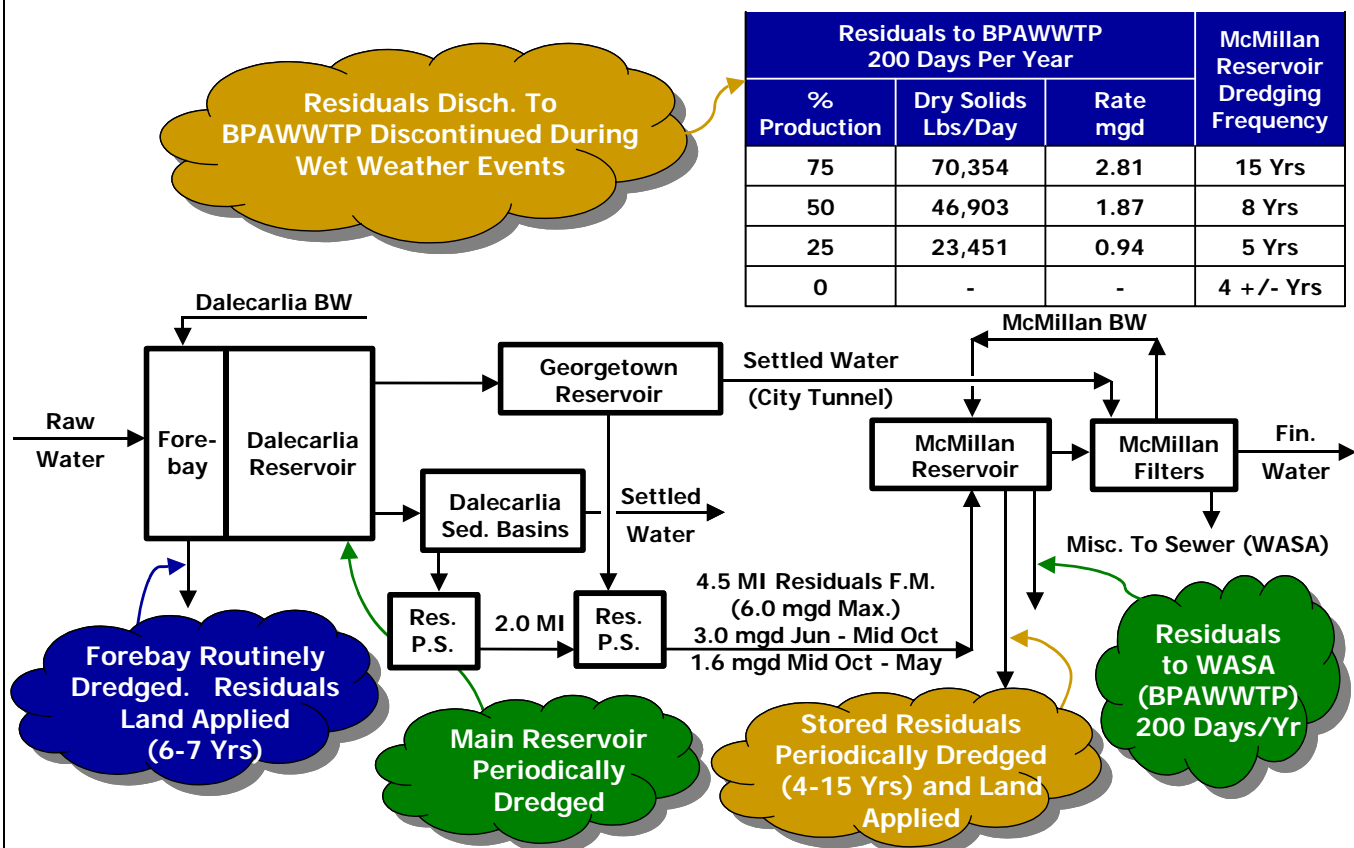 Residuals Disch. To
BPAWWTP Discontinued During
Wet Weather Events
Residuals to BPAWWTP
200 Days Per Year
McMillan
Reservoir
Dredging
Frequency
%
Production
Dry Solids
Lbs/Day
Rate
mgd
75 70,354 2.81 15 Yrs
50 46,903 1.87 8 Yrs
25 23,451 0.94 5 Yrs
0 - - 4 +/- Yrs
Dalecarlia BW
McMillan BW
Raw
Water
Fore-
bay
Dalecarlia
Reservoir
Georgetown
Reservoir
Settled Water
(City Tunnel)
McMillan
Reservoir
McMillan
Filters
Fin.
Water
Dalecarlia
Sed. Basins
Settled
Water
Misc. To Sewer (WASA)
Res.
P.S.
2.0 MI
Res.
P.S.
4.5 MI Residuals F.M.
(6.0 mgd Max.)
3.0 mgd Jun - Mid Oct
1.6 mgd Mid Oct - May
Forebay Routinely
Dredged. Residuals
Land Applied
(6-7 Yrs)
Main Reservoir
Periodically
Dredged
Stored Residuals
Periodically Dredged
(4-15 Yrs) and Land
Applied
Residuals
to WASA
(BPAWWTP)
200 Days/Yr